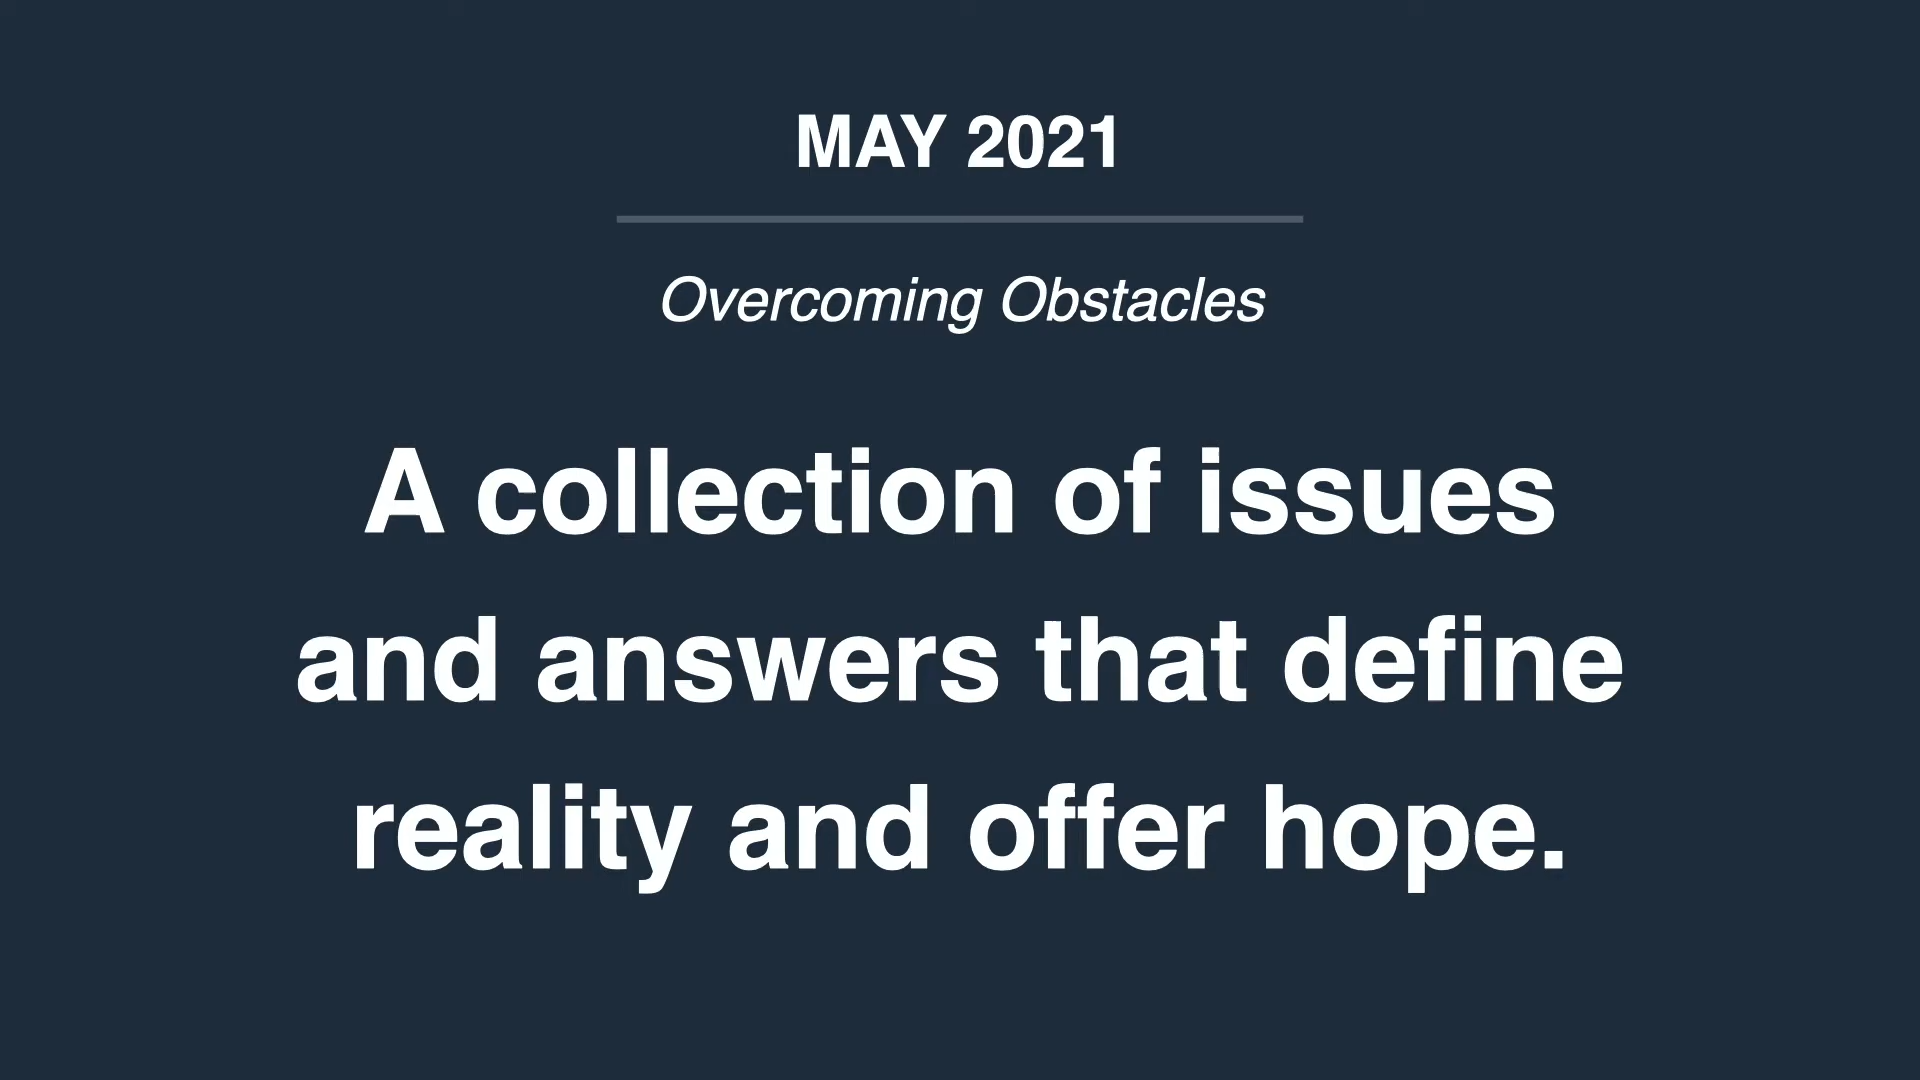 MAY 2021
Overcoming Obstacles
A collection of issues
and answers that define
reality and offer hope.